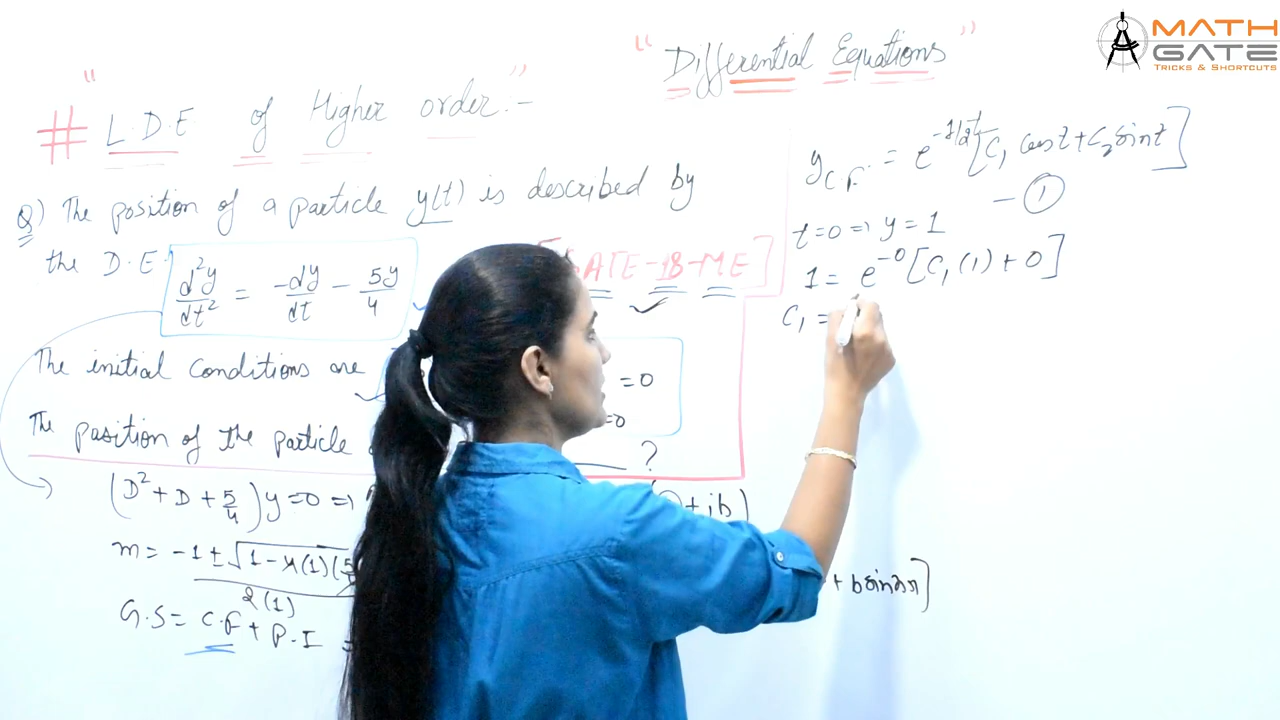 MATH
GATE
TRICKS & SHORTCUTS
" Differential Equations "
# " L.D.E of Higher order:- "
Q) The position of a particle y(t) is described by
the D.E. d²y/dt² = -dy/dt - 5y/4
GATE-18-ME]
The initial conditions are
=0
=0
The position of the particle
?
(D² + D + 5/4) y = 0 =>
+ib)
m = -1 ± √1 - 4(1)(5
2(1)
G.S = C.F + P.I =
+ b sin
y C.F. = e^-1/2t [C₁ cos t + C₂ sin t]
- ①
t=0 => y = 1
1 = e^-0 [C₁ (1) + 0]
C₁ =